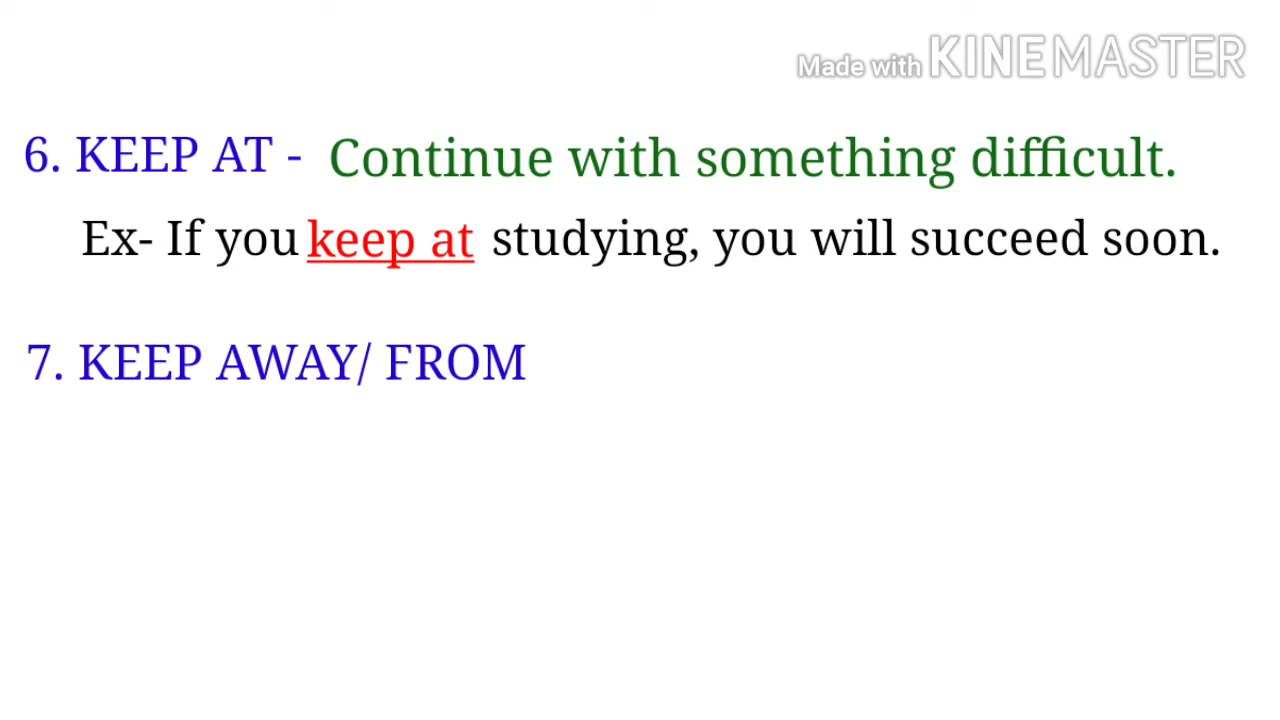 Made with KINEMASTER
6. KEEP AT - Continue with something difficult.
Ex- If you keep at studying, you will succeed soon.
7. KEEP AWAY/ FROM